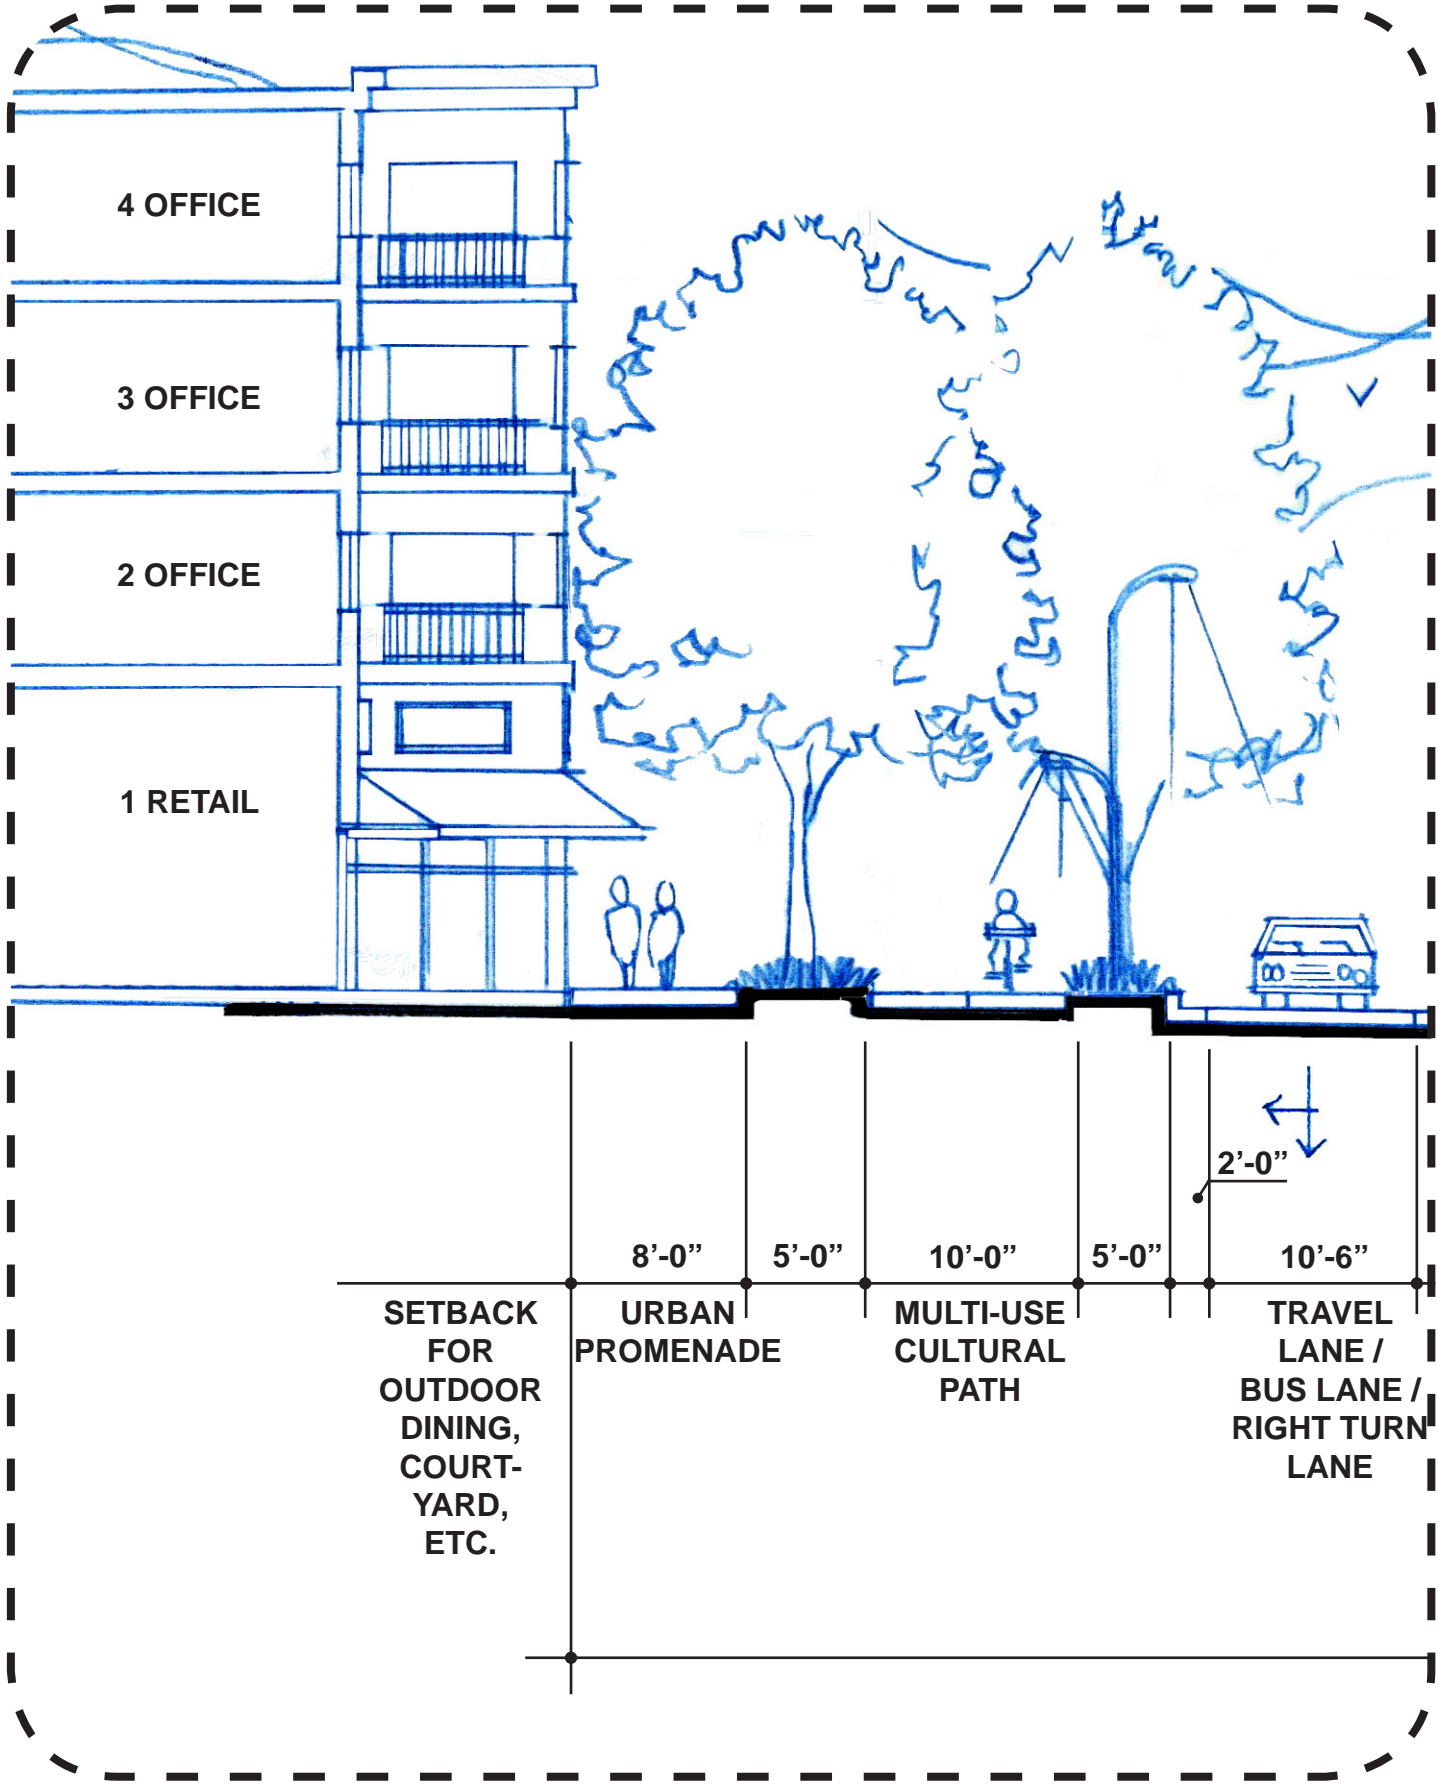 4 OFFICE
3 OFFICE
2 OFFICE
1 RETAIL
2’-0”
8’-0”
5’-0”
10’-0”
5’-0”
10’-6”
SETBACK
FOR
OUTDOOR
DINING,
COURT-
YARD,
ETC.
URBAN
PROMENADE
MULTI-USE
CULTURAL
PATH
TRAVEL
LANE /
BUS LANE /
RIGHT TURN
LANE